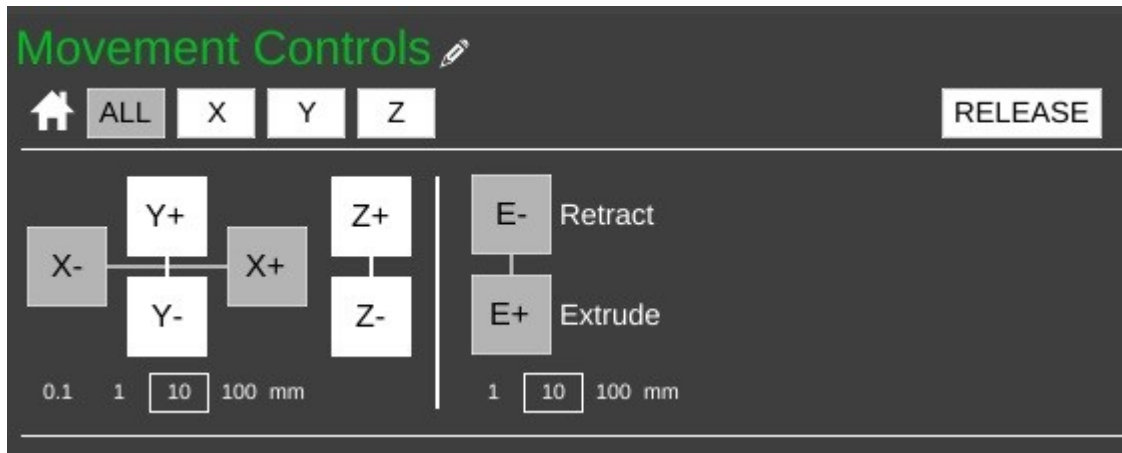 Movement Controls
ALL X Y Z RELEASE
Y+ Z+ E- Retract
X- X+
Y- Z- E+ Extrude
0.1 1 10 100 mm 1 10 100 mm